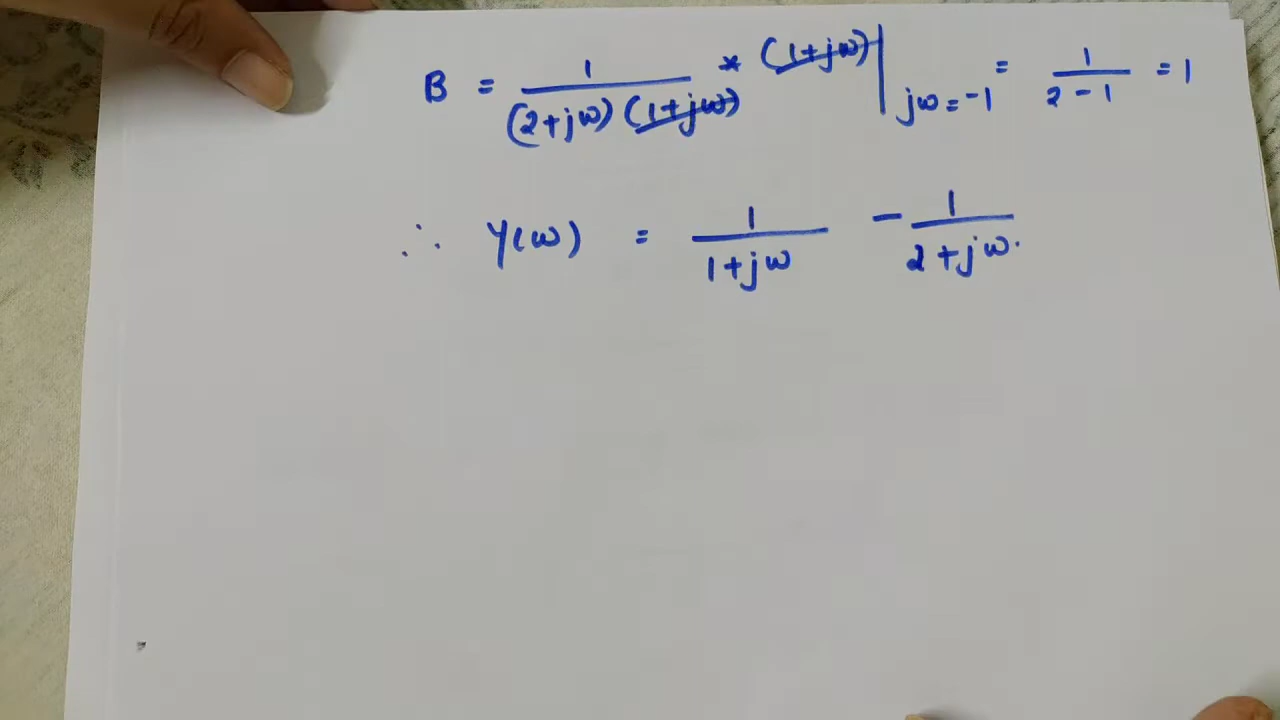 B = 1/((2+jω)(1+jω)) * (1+jω)|jω=-1 = 1/(2-1) = 1
∴ Y(ω) = 1/(1+jω) - 1/(2+jω).